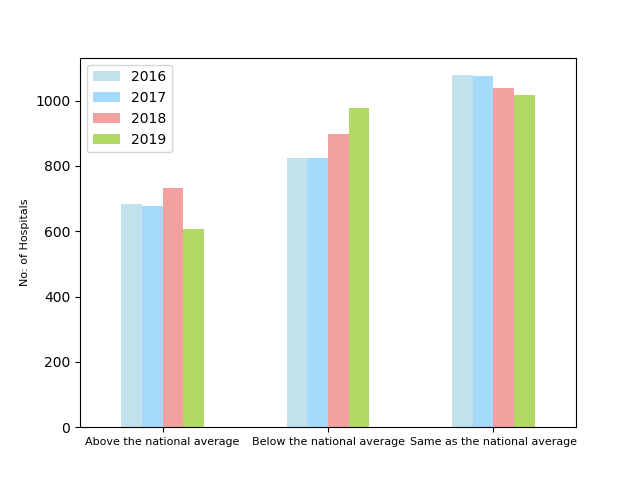 2016
2017
2018
2019
No: of Hospitals
1000
800
600
400
200
0
Above the national average
Below the national average
Same as the national average